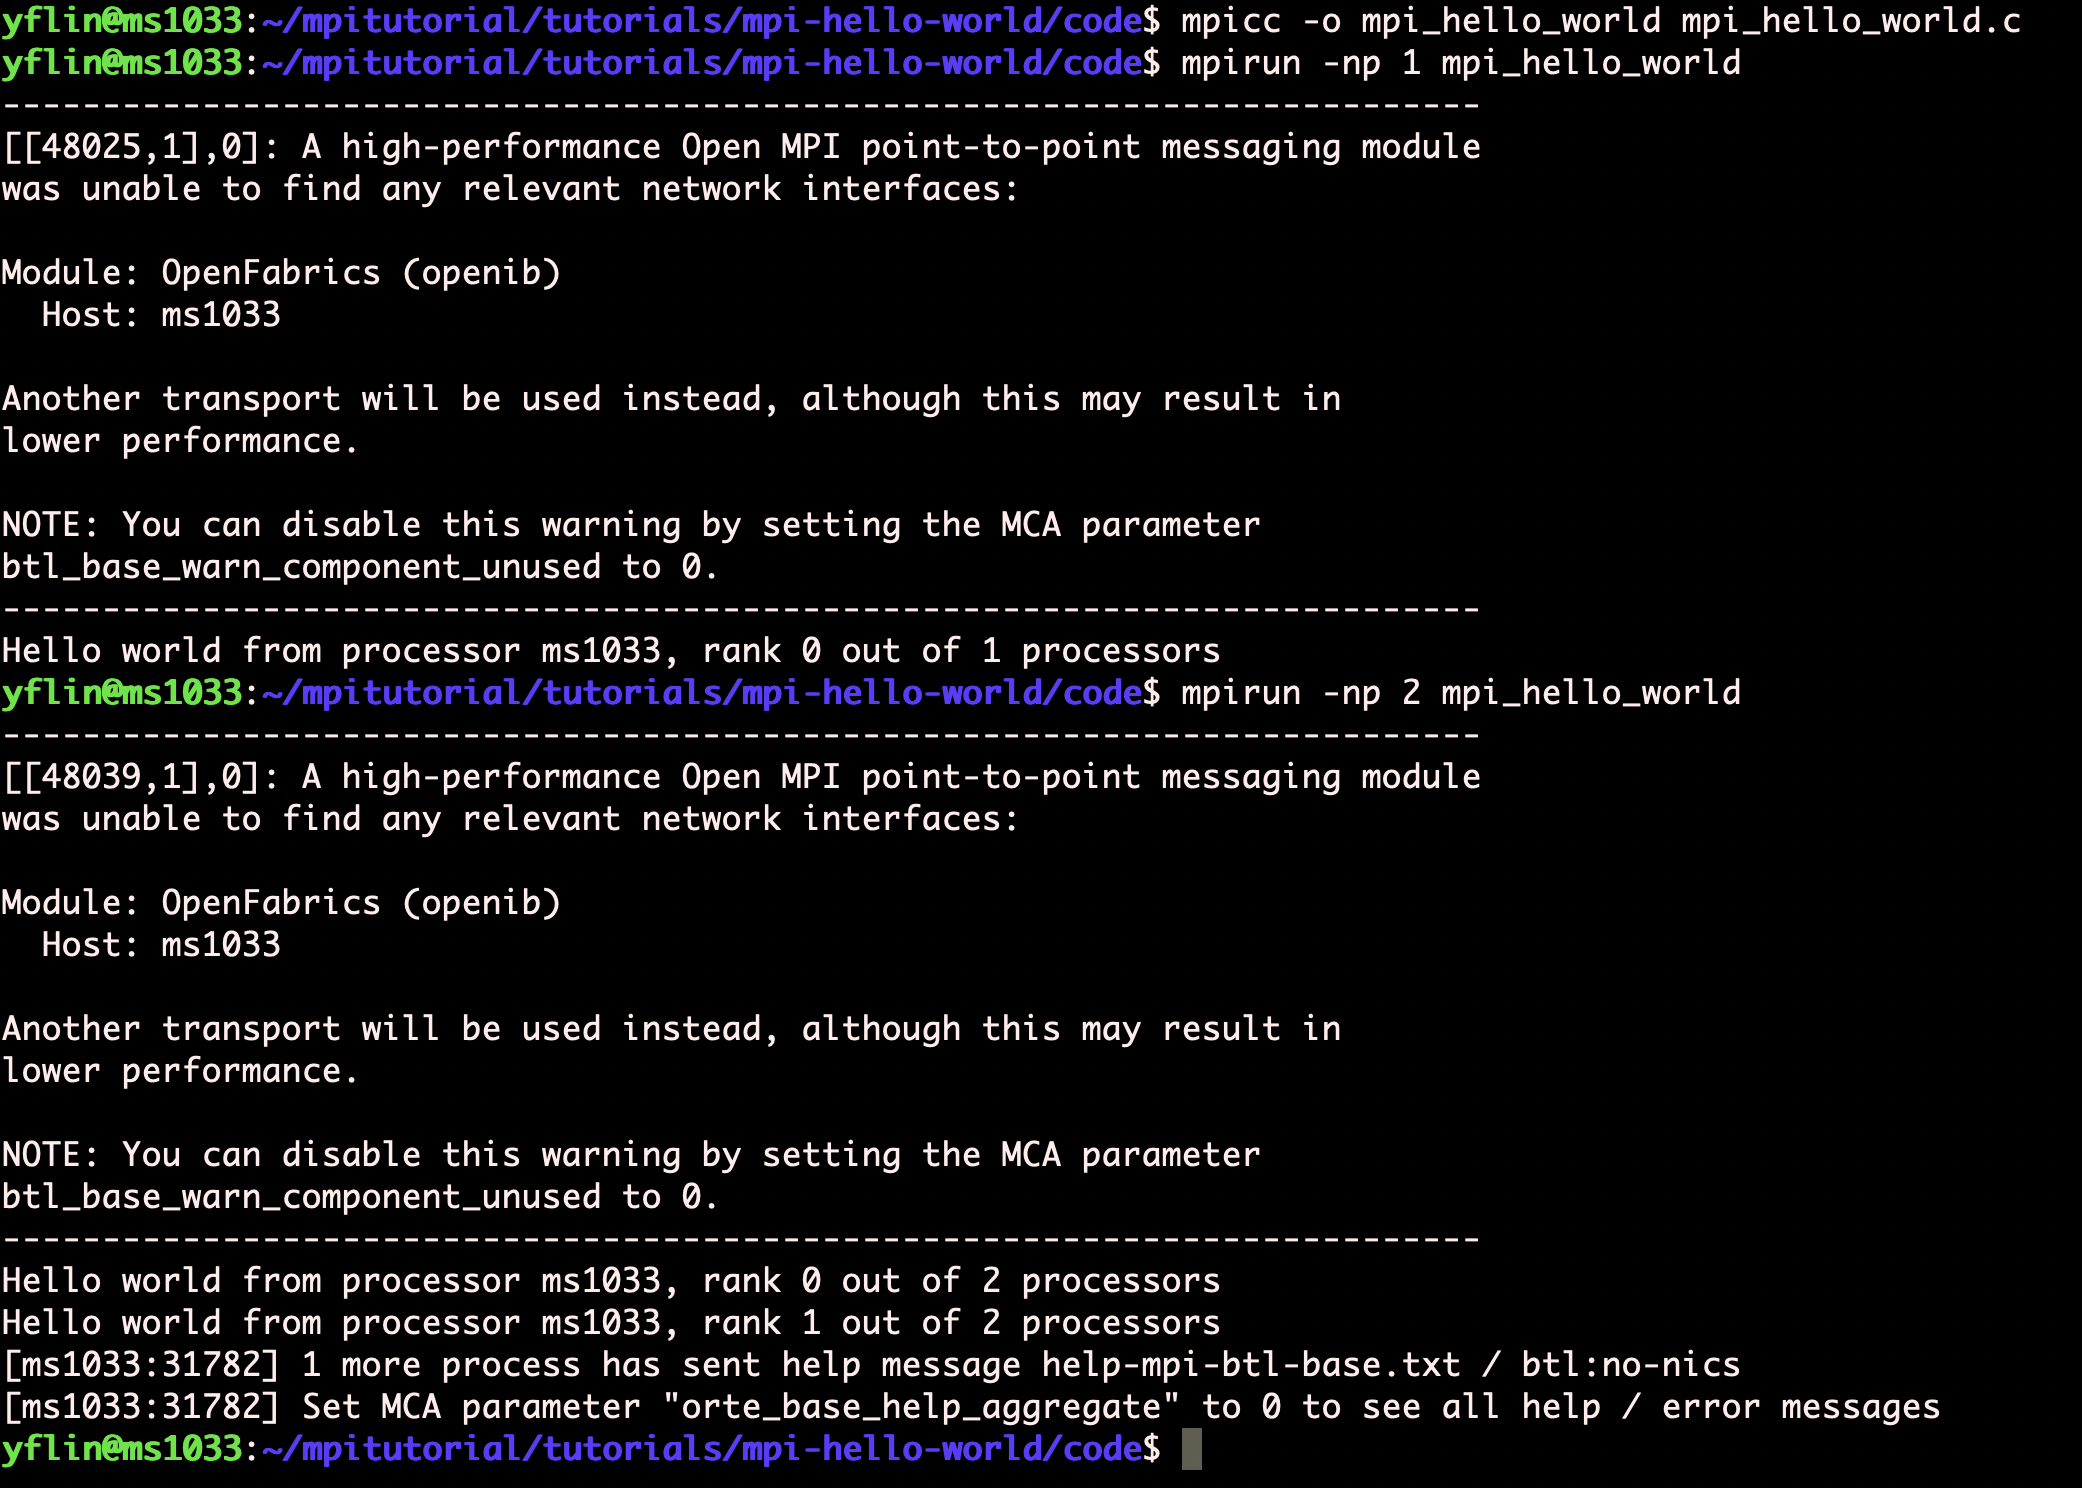 yflin@ms1033:~/mpitutorial/tutorials/mpi-hello-world/code$ mpicc -o mpi_hello_world mpi_hello_world.c
yflin@ms1033:~/mpitutorial/tutorials/mpi-hello-world/code$ mpirun -np 1 mpi_hello_world
--------------------------------------------------------------------------
[[48025,1],0]: A high-performance Open MPI point-to-point messaging module
was unable to find any relevant network interfaces:

Module: OpenFabrics (openib)
  Host: ms1033

Another transport will be used instead, although this may result in
lower performance.

NOTE: You can disable this warning by setting the MCA parameter
btl_base_warn_component_unused to 0.
--------------------------------------------------------------------------
Hello world from processor ms1033, rank 0 out of 1 processors
yflin@ms1033:~/mpitutorial/tutorials/mpi-hello-world/code$ mpirun -np 2 mpi_hello_world
--------------------------------------------------------------------------
[[48039,1],0]: A high-performance Open MPI point-to-point messaging module
was unable to find any relevant network interfaces:

Module: OpenFabrics (openib)
  Host: ms1033

Another transport will be used instead, although this may result in
lower performance.

NOTE: You can disable this warning by setting the MCA parameter
btl_base_warn_component_unused to 0.
--------------------------------------------------------------------------
Hello world from processor ms1033, rank 0 out of 2 processors
Hello world from processor ms1033, rank 1 out of 2 processors
[ms1033:31782] 1 more process has sent help message help-mpi-btl-base.txt / btl:no-nics
[ms1033:31782] Set MCA parameter "orte_base_help_aggregate" to 0 to see all help / error messages
yflin@ms1033:~/mpitutorial/tutorials/mpi-hello-world/code$